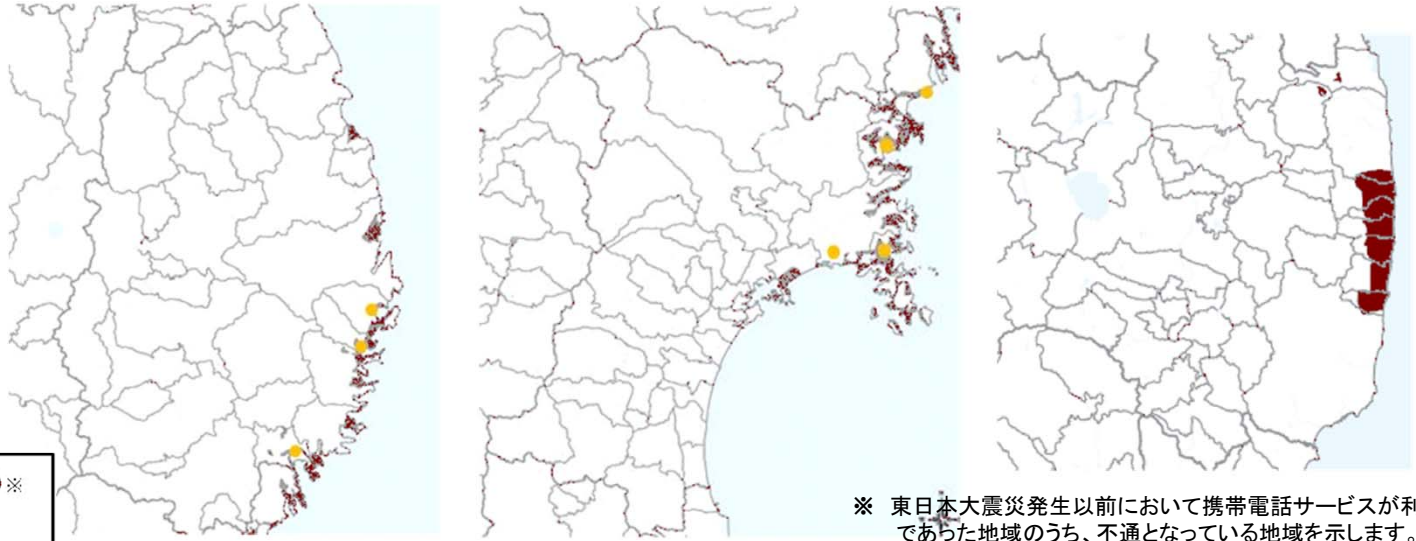 ※
※ 東日本大震災発生以前において携帯電話サービスが利
であった地域のうち、不通となっている地域を示します。